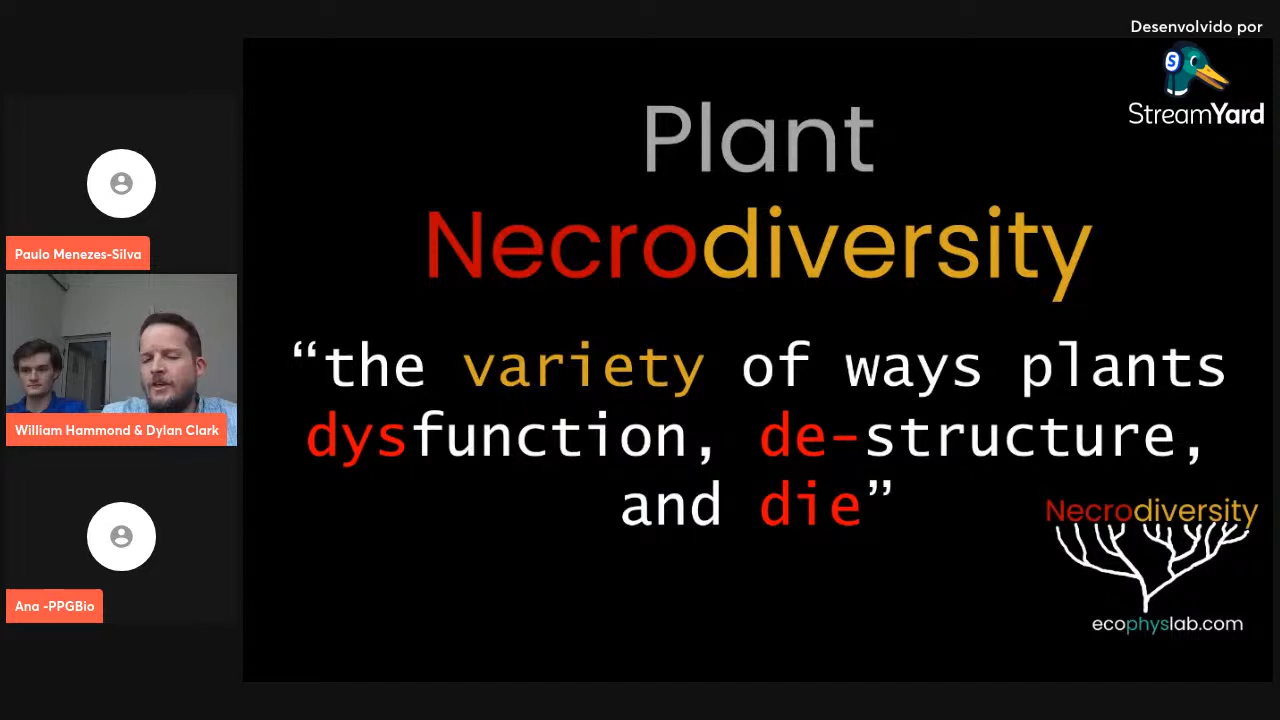 Desenvolvido por
StreamYard
Paulo Menezes-Silva
William Hammond & Dylan Clark
Ana -PPGBio
Plant
Necrodiversity
“the variety of ways plants
dysfunction, de-structure,
and die”
Necrodiversity
ecophyslab.com